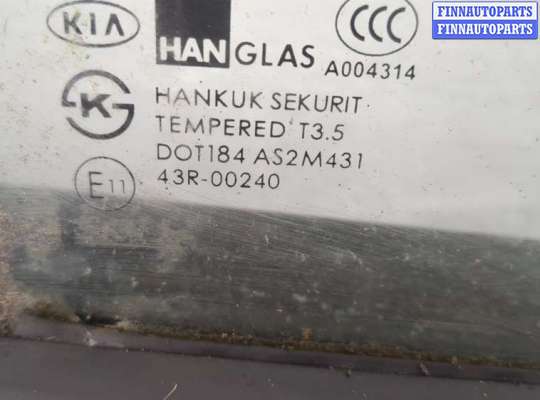 FINNAUTOPARTS
FINNAUTOPARTS
KIA
HANGLAS
CCC
A004314
K
HANKUK SEKURIT
TEMPERED T3.5
DOT184 AS2M431
E11
43R-00240